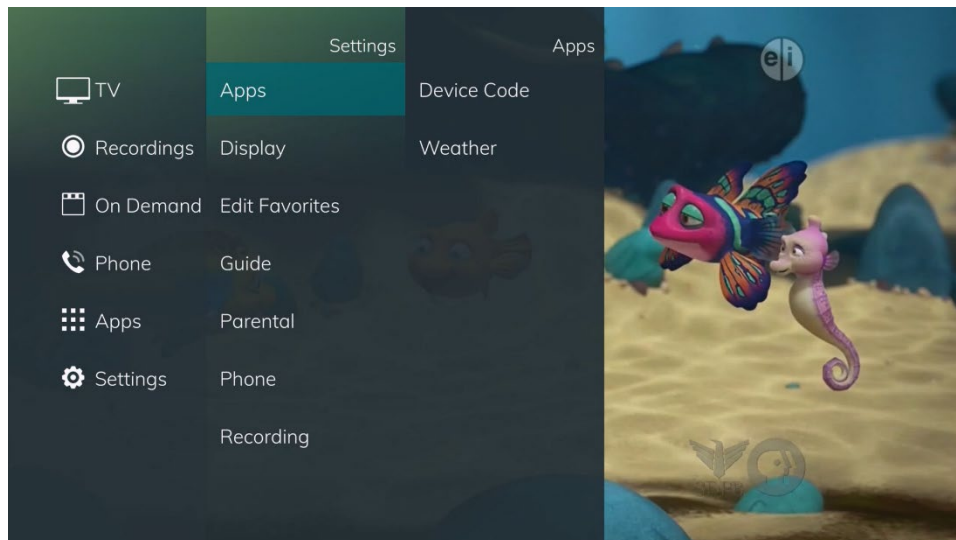 Settings
Apps
TV
Recordings
On Demand
Phone
Apps
Settings
Apps
Display
Edit Favorites
Guide
Parental
Phone
Recording
Device Code
Weather
e/i